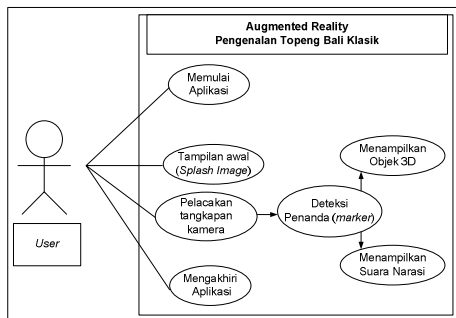 Augmented Reality
Pengenalan Topeng Bali Klasik
Memulai
Aplikasi
Tampilan awal
(Splash Image)
Pelacakan
tangkapan
kamera
Mengakhiri
Aplikasi
Deteksi
Penanda (marker)
Menampilkan
Objek 3D
Menampilkan
Suara Narasi
User